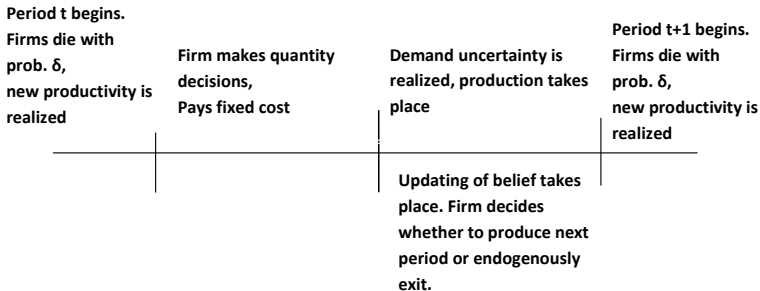 Period t begins.
Firms die with
prob. δ,
new productivity is
realized
Firm makes quantity
decisions,
Pays fixed cost
Demand uncertainty is
realized, production takes
place
Period t+1 begins.
Firms die with
prob. δ,
new productivity is
realized
Updating of belief takes
place. Firm decides
whether to produce next
period or endogenously
exit.